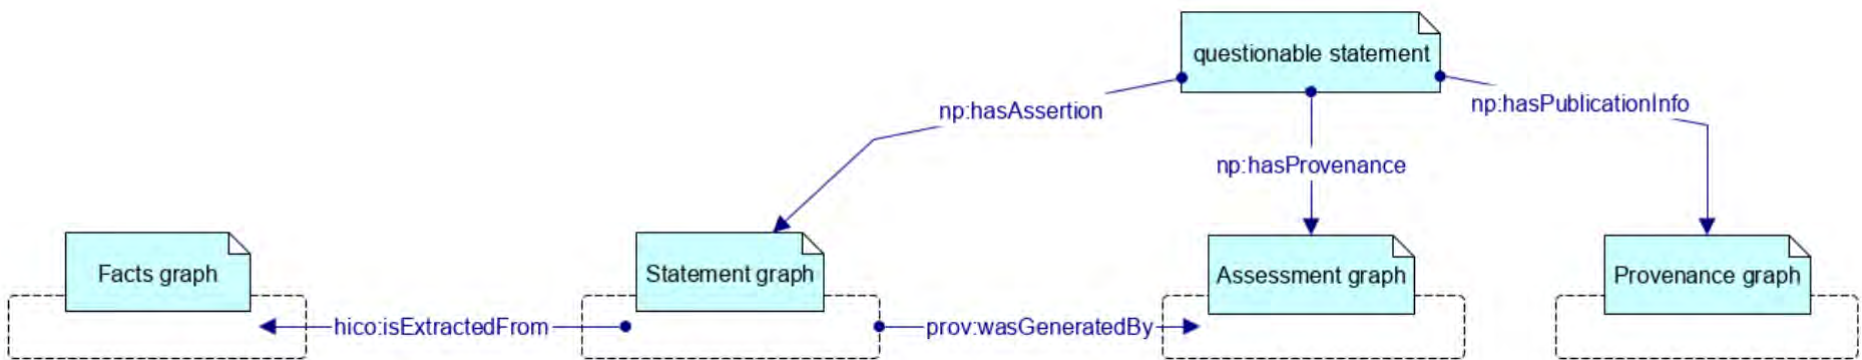 questionable statement
np:hasAssertion
np:hasPublicationInfo
np:hasProvenance
Facts graph
Statement graph
Assessment graph
Provenance graph
hico:isExtractedFrom
prov:wasGeneratedBy